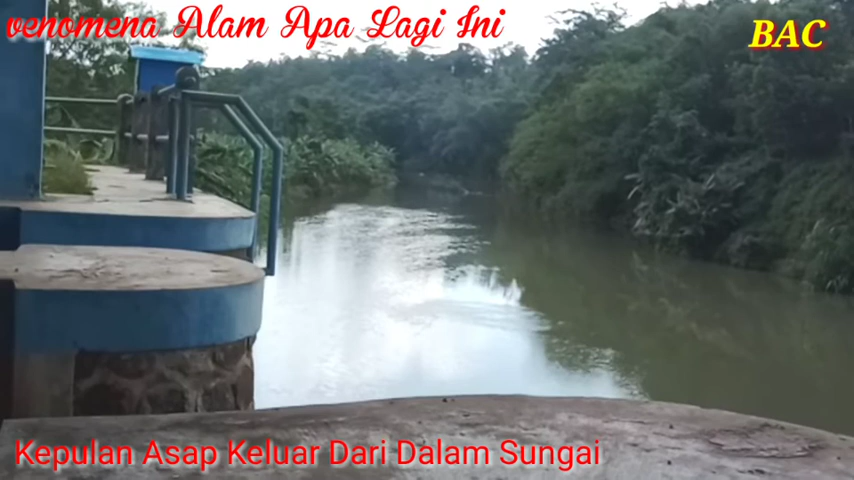 venomena Alam Apa Lagi Ini
BAC
Kepulan Asap Keluar Dari Dalam Sungai